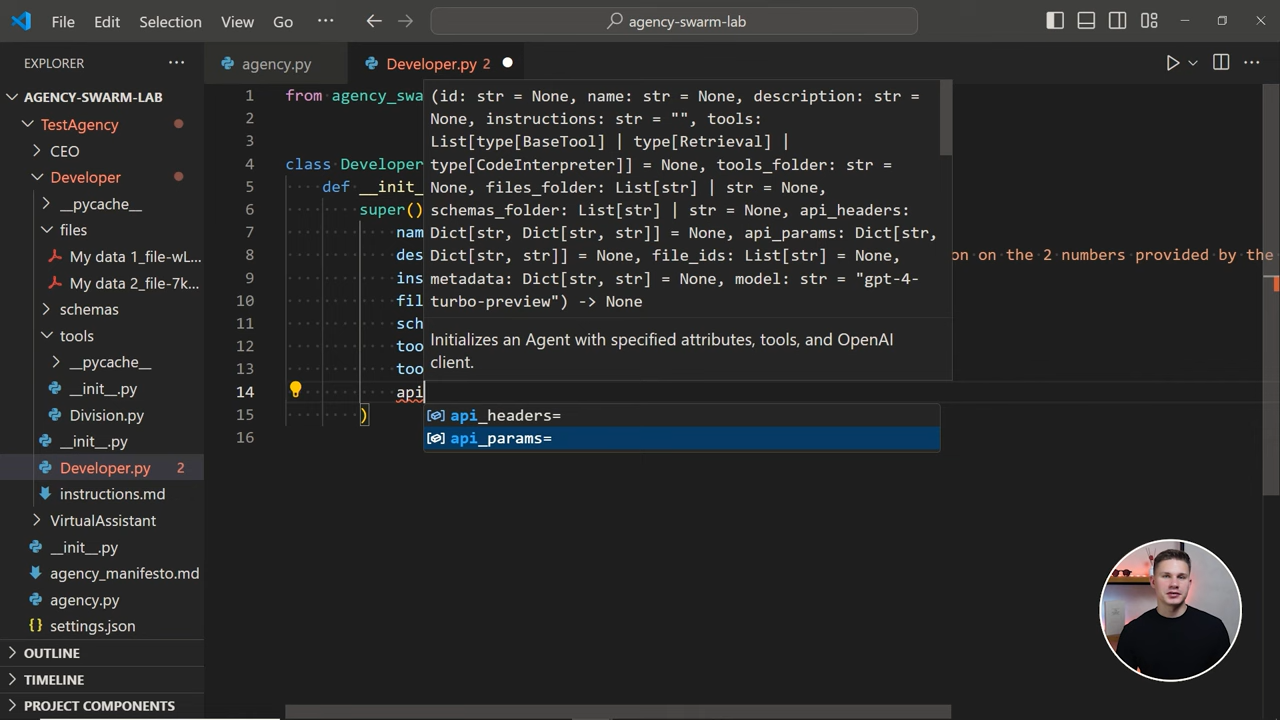 File Edit Selection View Go ··· agency-swarm-lab
EXPLORER ···
AGENCY-SWARM-LAB
TestAgency
CEO
Developer
__pycache__
files
My data 1_file-wL...
My data 2_file-7k...
schemas
tools
__pycache__
__init__.py
Division.py
__init__.py
Developer.py 2
instructions.md
VirtualAssistant
__init__.py
agency_manifesto.md
agency.py
settings.json
OUTLINE
TIMELINE
PROJECT COMPONENTS
agency.py Developer.py 2
1 from agency_swa
2
3
4 class Developer
5 def __init_
6 super()
7 nam
8 des on on the 2 numbers provided by the
9 ins
10 fil
11 sch
12 too
13 too
14 api
15 )
16
(id: str = None, name: str = None, description: str =
None, instructions: str = "", tools:
List[type[BaseTool] | type[Retrieval] |
type[CodeInterpreter]] = None, tools_folder: str =
None, files_folder: List[str] | str = None,
schemas_folder: List[str] | str = None, api_headers:
Dict[str, Dict[str, str]] = None, api_params: Dict[str,
Dict[str, str]] = None, file_ids: List[str] = None,
metadata: Dict[str, str] = None, model: str = "gpt-4-
turbo-preview") -> None
Initializes an Agent with specified attributes, tools, and OpenAI
client.
api_headers=
api_params=